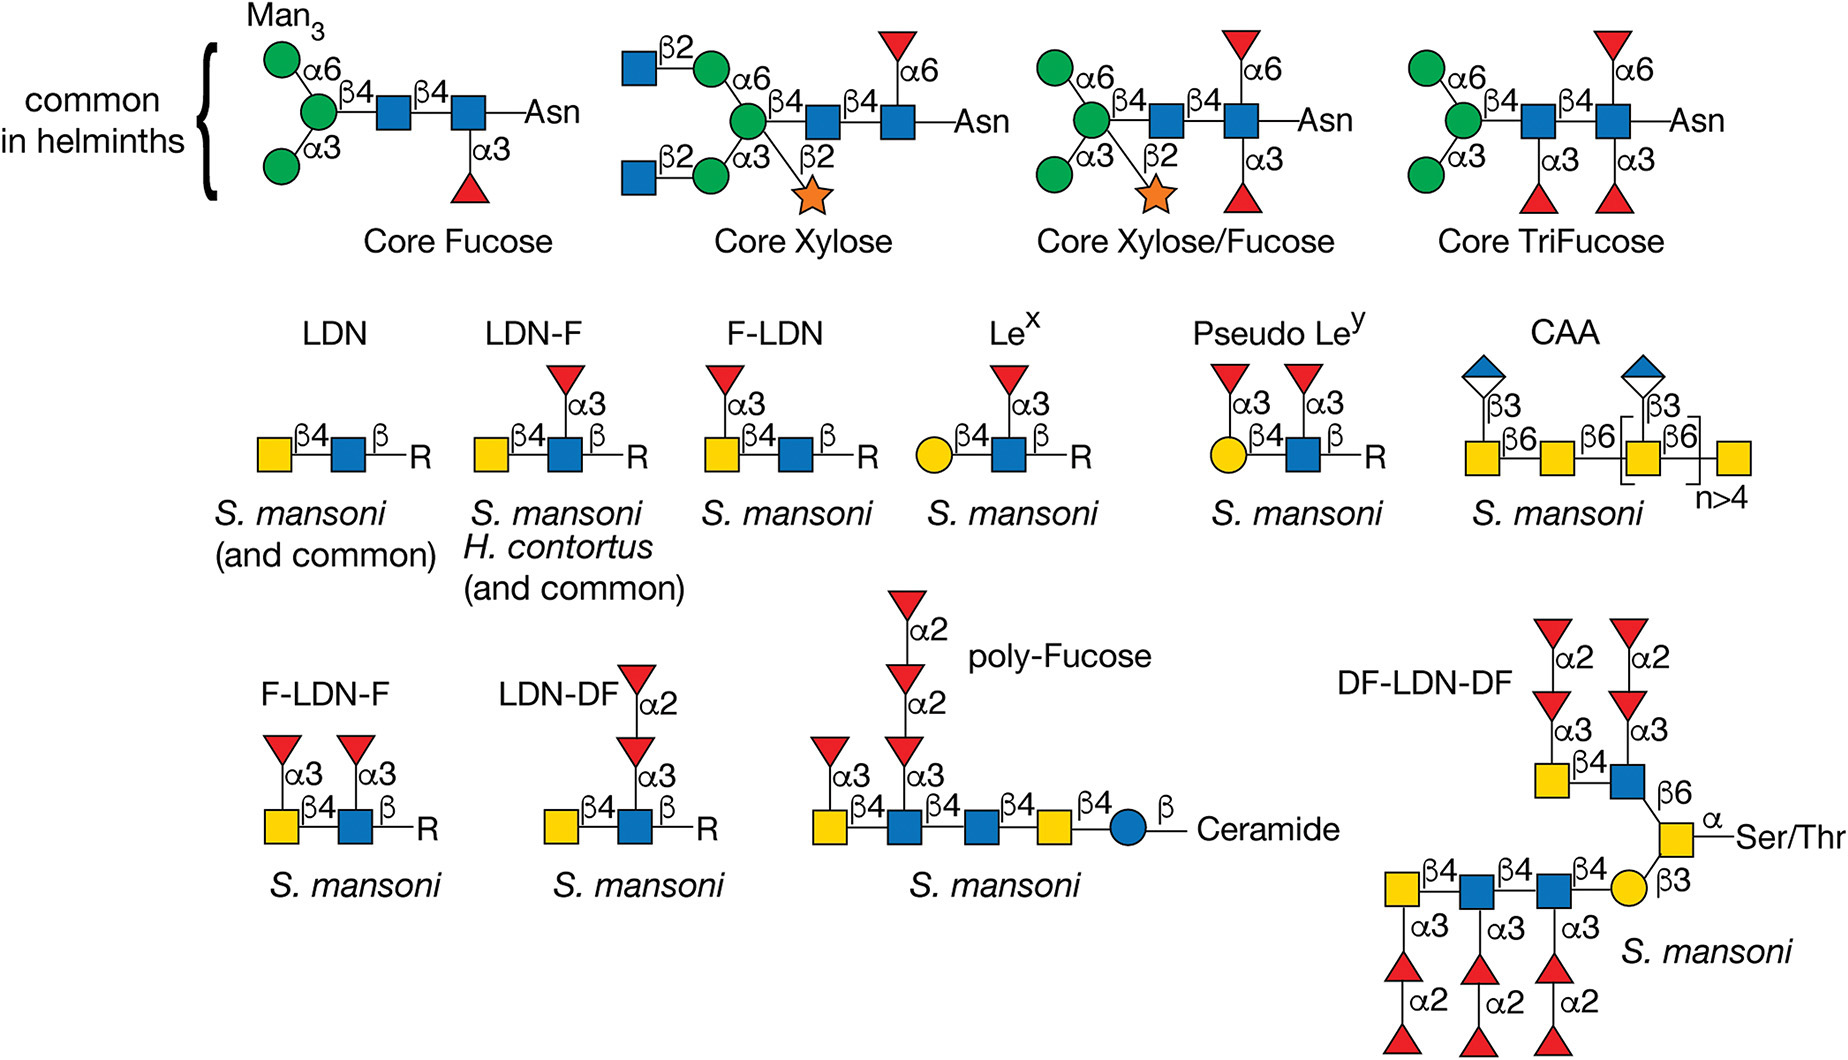 Man3
common
in helminths
α6
β4
β4
Asn
α3
α3
Core Fucose
β2
α6
α6
β4
β4
Asn
β2
α3
β2
Core Xylose
α6
α6
β4
β4
Asn
α3
β2
α3
Core Xylose/Fucose
α6
α6
β4
β4
Asn
α3
α3
α3
Core TriFucose
LDN
β4
β
R
S. mansoni
(and common)
LDN-F
α3
β4
β
R
S. mansoni
H. contortus
(and common)
F-LDN
α3
β4
β
R
S. mansoni
Lex
α3
β4
β
R
S. mansoni
Pseudo Ley
α3
α3
β4
β
R
S. mansoni
CAA
β3
β3
β6
β6
β6
n>4
S. mansoni
F-LDN-F
α3
α3
β4
β
R
S. mansoni
LDN-DF
α2
α3
β4
β
R
S. mansoni
poly-Fucose
α2
α2
α3
α3
β4
β4
β4
β4
β
Ceramide
S. mansoni
DF-LDN-DF
α2
α2
α3
α3
β4
β6
α
Ser/Thr
β4
β4
β4
β3
α3
α3
α3
S. mansoni
α2
α2
α2